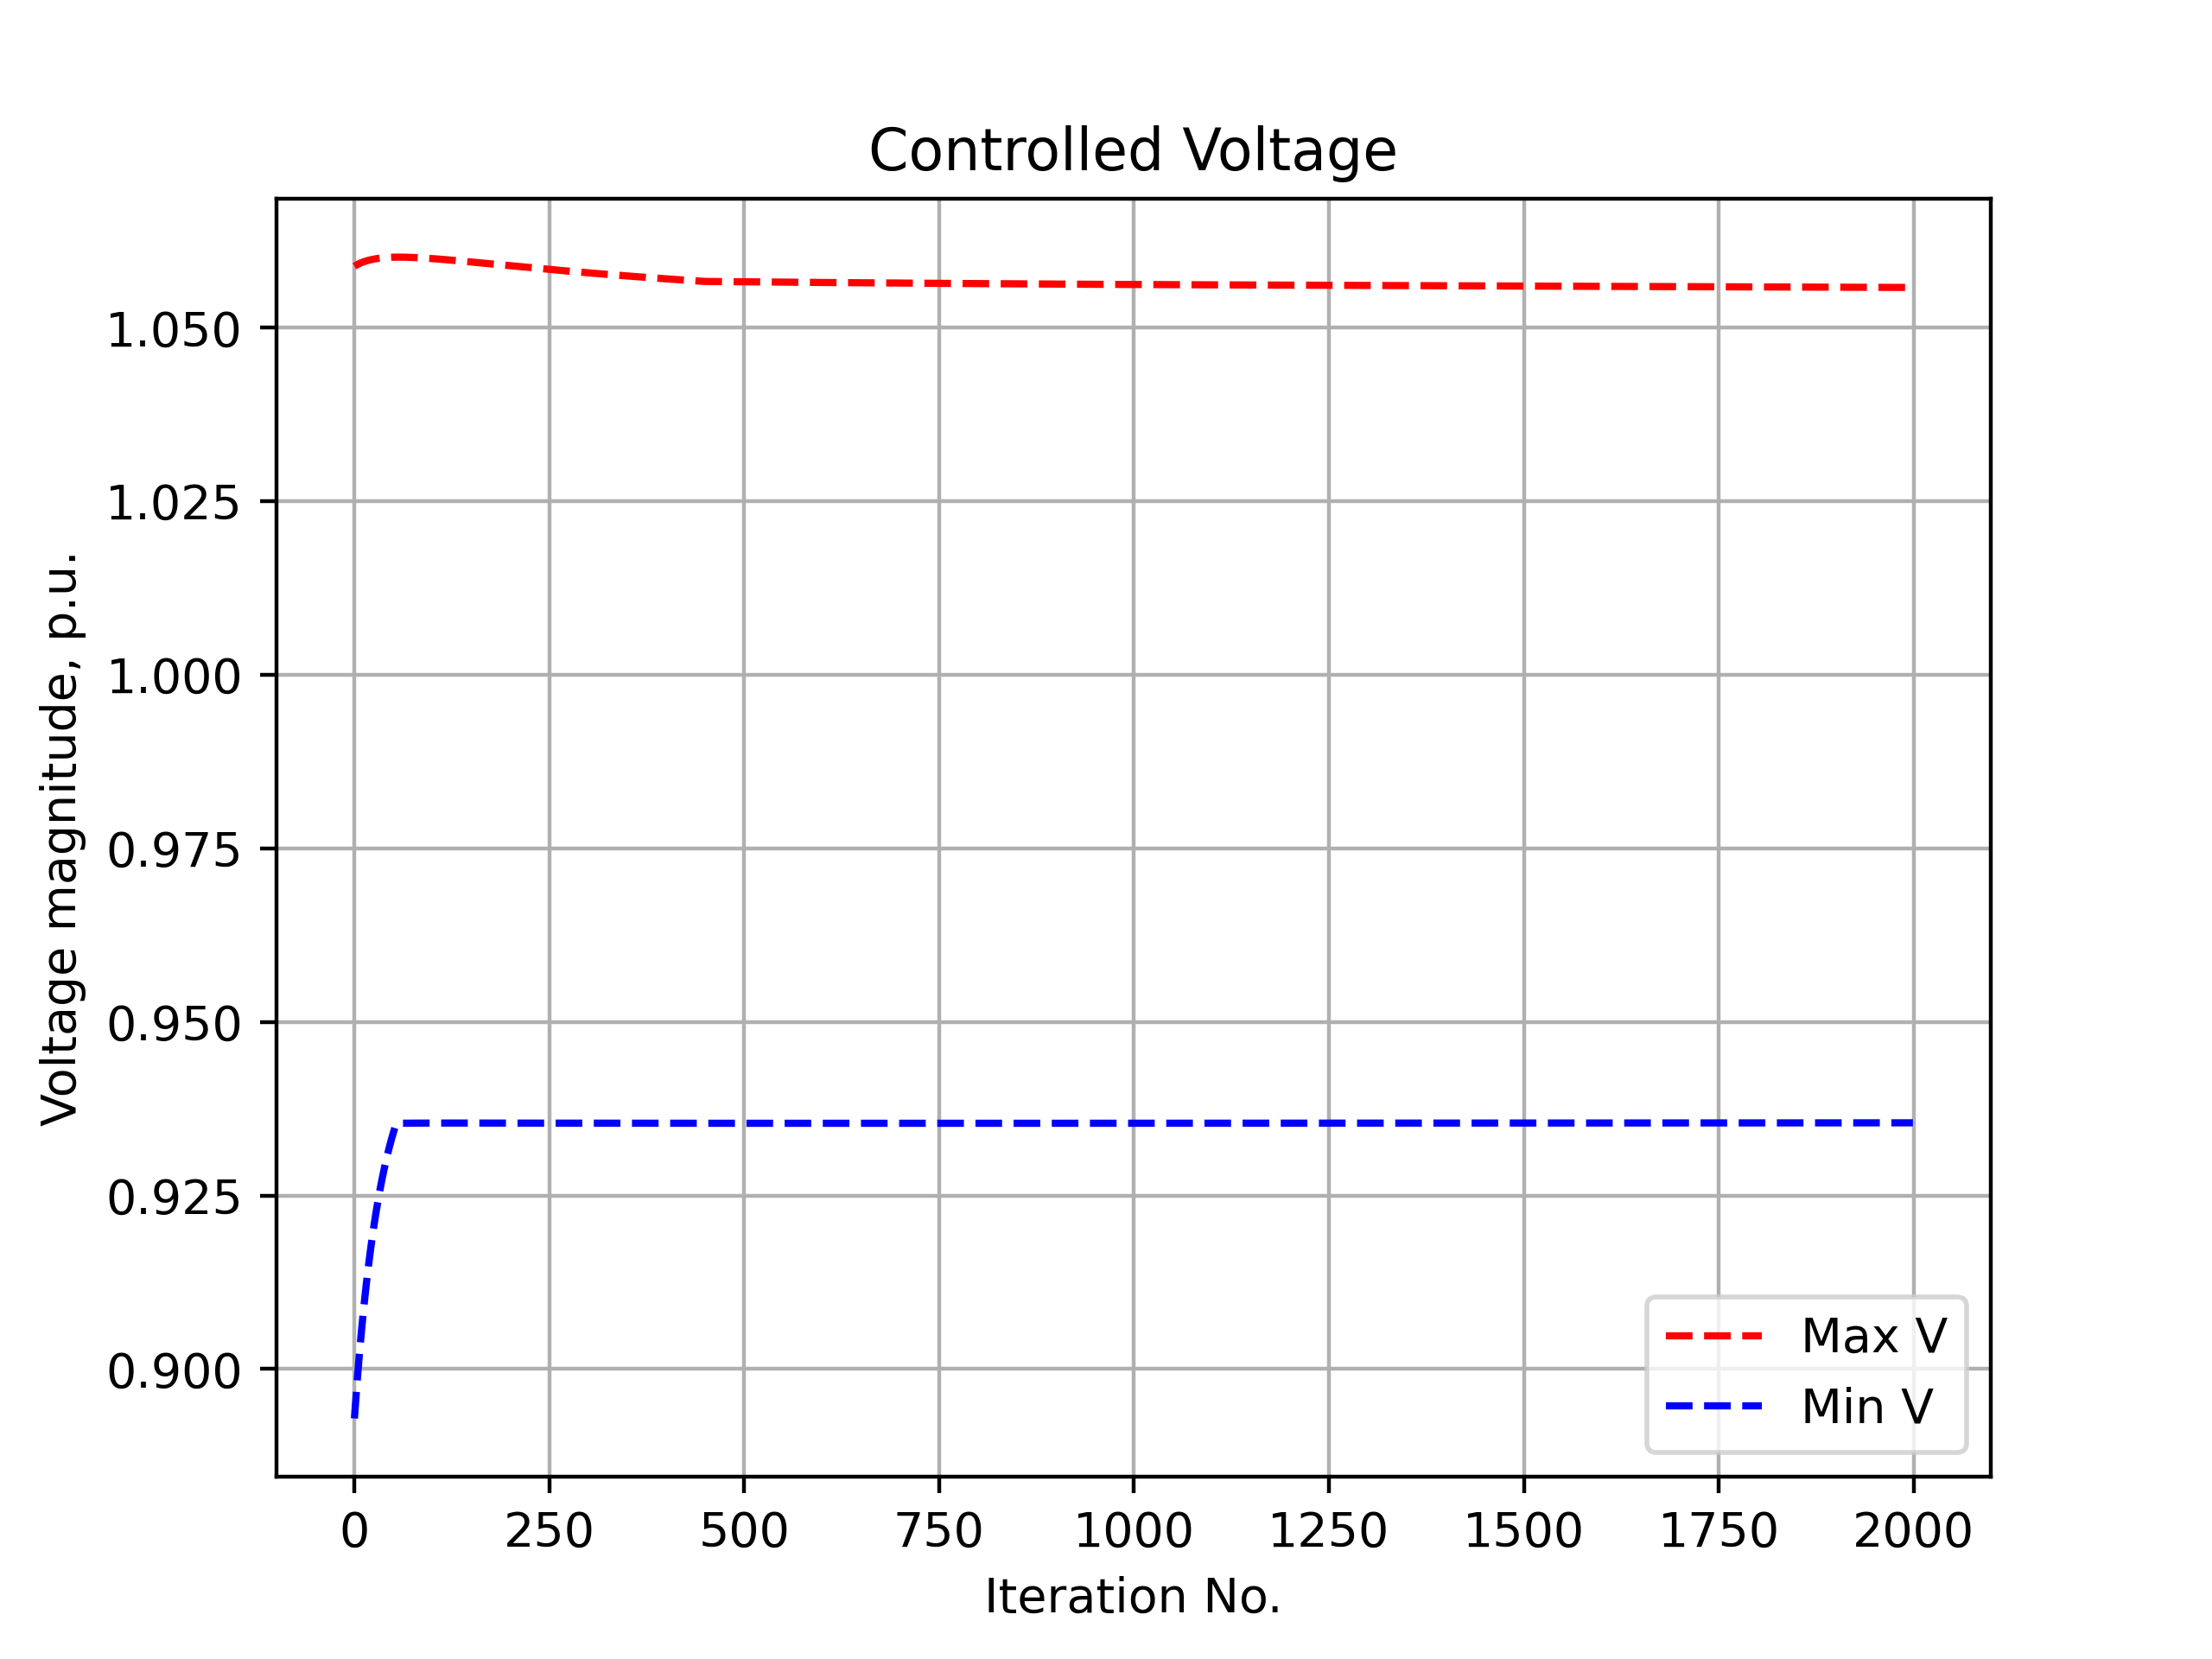 Controlled Voltage
Voltage magnitude, p.u.
1.050
1.025
1.000
0.975
0.950
0.925
0.900
Max V
Min V
0 250 500 750 1000 1250 1500 1750 2000
Iteration No.